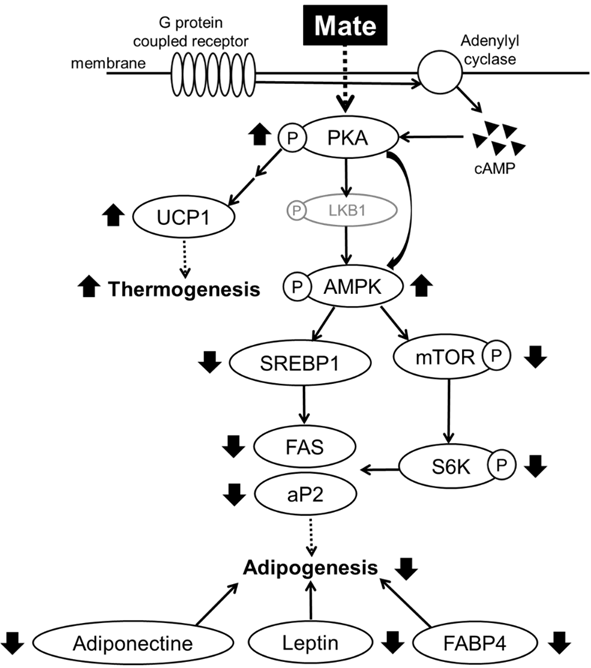 Mate
G protein
coupled receptor
Adenylyl
cyclase
membrane
P
PKA
cAMP
UCP1
P
LKB1
Thermogenesis
P
AMPK
SREBP1
mTOR
P
FAS
S6K
P
aP2
Adipogenesis
Adiponectine
Leptin
FABP4